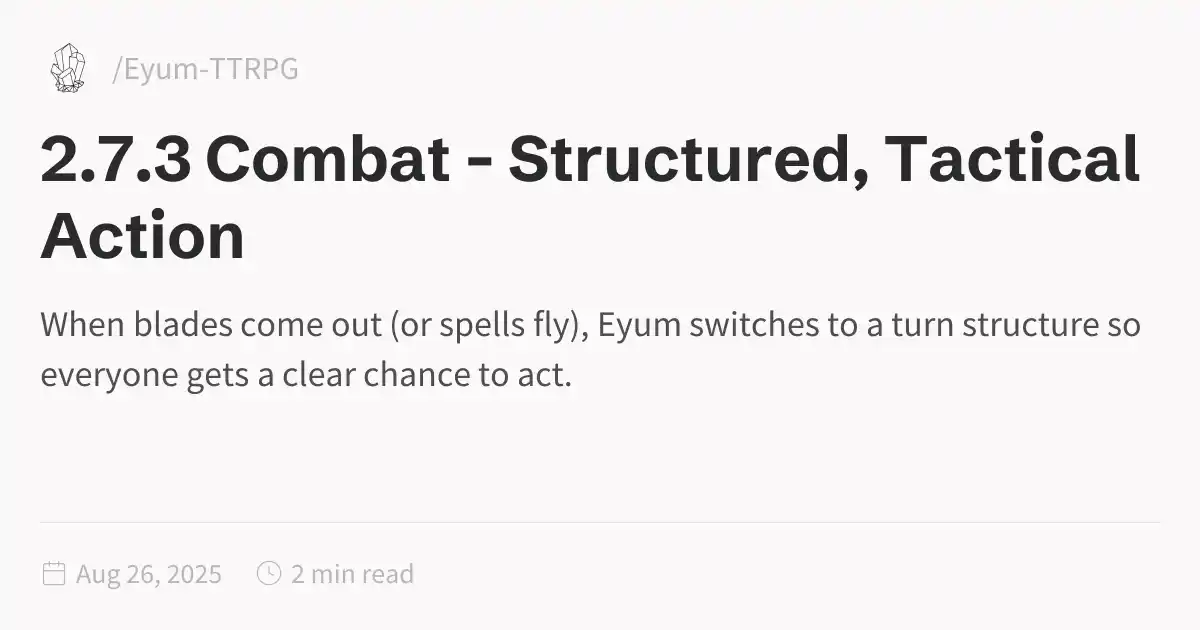 /Eyum-TTRPG
2.7.3 Combat - Structured, Tactical
Action
When blades come out (or spells fly), Eyum switches to a turn structure so
everyone gets a clear chance to act.
Aug 26, 2025 2 min read